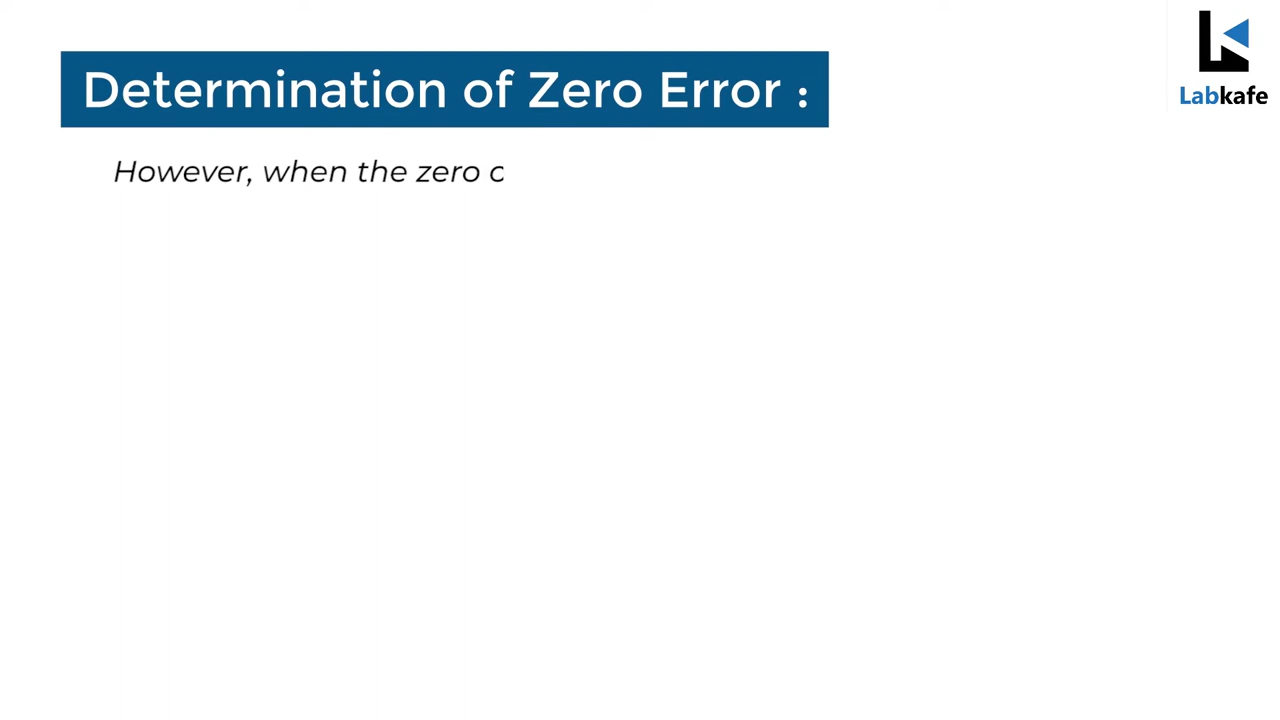 Determination of Zero Error :
However, when the zero c
Labkafe